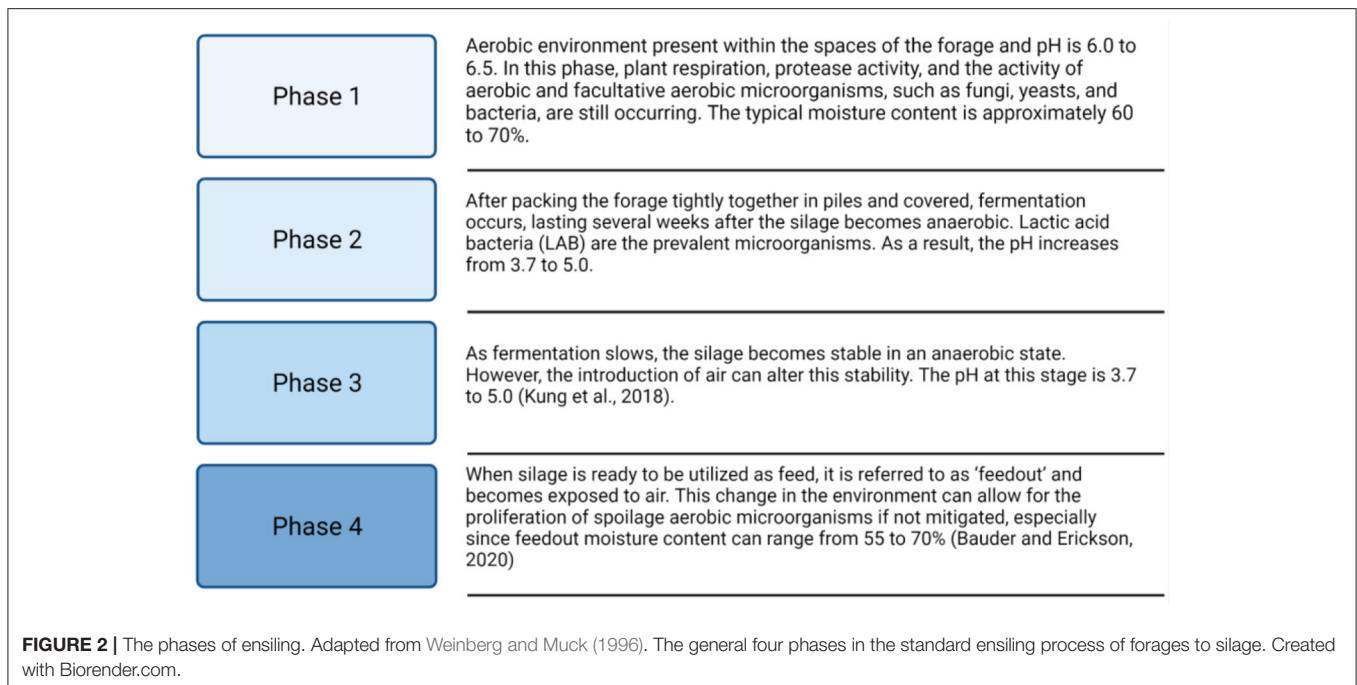 Phase 1
Aerobic environment present within the spaces of the forage and pH is 6.0 to
6.5. In this phase, plant respiration, protease activity, and the activity of
aerobic and facultative aerobic microorganisms, such as fungi, yeasts, and
bacteria, are still occurring. The typical moisture content is approximately 60
to 70%.
Phase 2
After packing the forage tightly together in piles and covered, fermentation
occurs, lasting several weeks after the silage becomes anaerobic. Lactic acid
bacteria (LAB) are the prevalent microorganisms. As a result, the pH increases
from 3.7 to 5.0.
Phase 3
As fermentation slows, the silage becomes stable in an anaerobic state.
However, the introduction of air can alter this stability. The pH at this stage is 3.7
to 5.0 (Kung et al., 2018).
Phase 4
When silage is ready to be utilized as feed, it is referred to as 'feedout' and
becomes exposed to air. This change in the environment can allow for the
proliferation of spoilage aerobic microorganisms if not mitigated, especially
since feedout moisture content can range from 55 to 70% (Bauder and Erickson,
2020)
FIGURE 2 | The phases of ensiling. Adapted from Weinberg and Muck (1996). The general four phases in the standard ensiling process of forages to silage. Created
with Biorender.com.